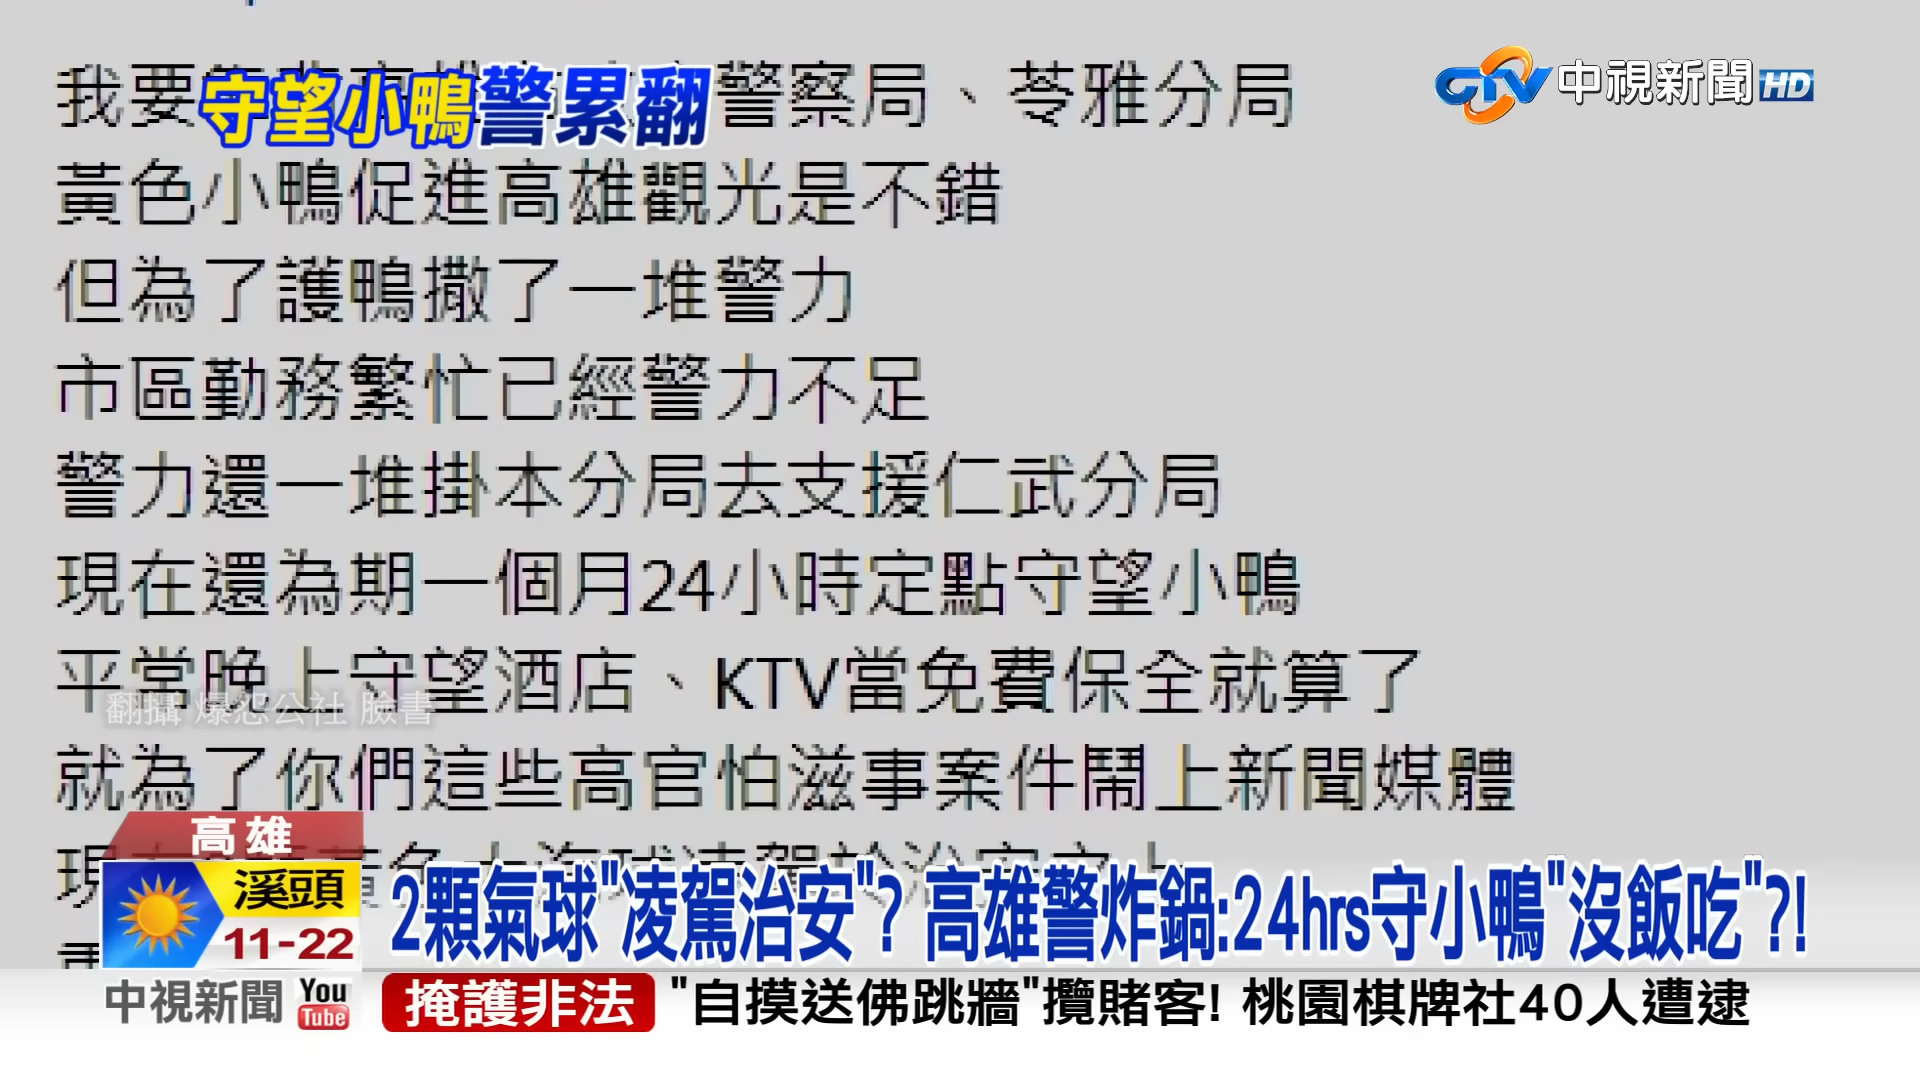 我要
守望小鴨警累翻
警察局、苓雅分局
CTV中視新聞HD
黃色小鴨促進高雄觀光是不錯
但為了護鴨撒了一堆警力
市區勤務繁忙已經警力不足
警力還一堆掛本分局去支援仁武分局
現在還為期一個月24小時定點守望小鴨
平常晚上守望酒店、KTV當免費保全就算了
翻攝 爆怨公社 臉書
就為了你們這些高官怕滋事案件鬧上新聞媒體
高雄
溪頭
11-22
2顆氣球"凌駕治安"? 高雄警炸鍋:24hrs守小鴨"沒飯吃"?!
中視新聞 YouTube
掩護非法 "自摸送佛跳牆"攬賭客! 桃園棋牌社40人遭逮